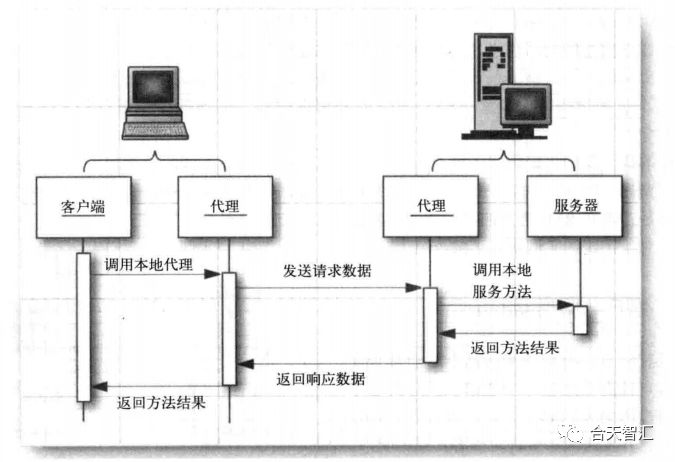 客户端
代理
代理
服务器
调用本地代理
发送请求数据
调用本地
服务方法
返回方法结果
返回响应数据
返回方法结果
合天智汇